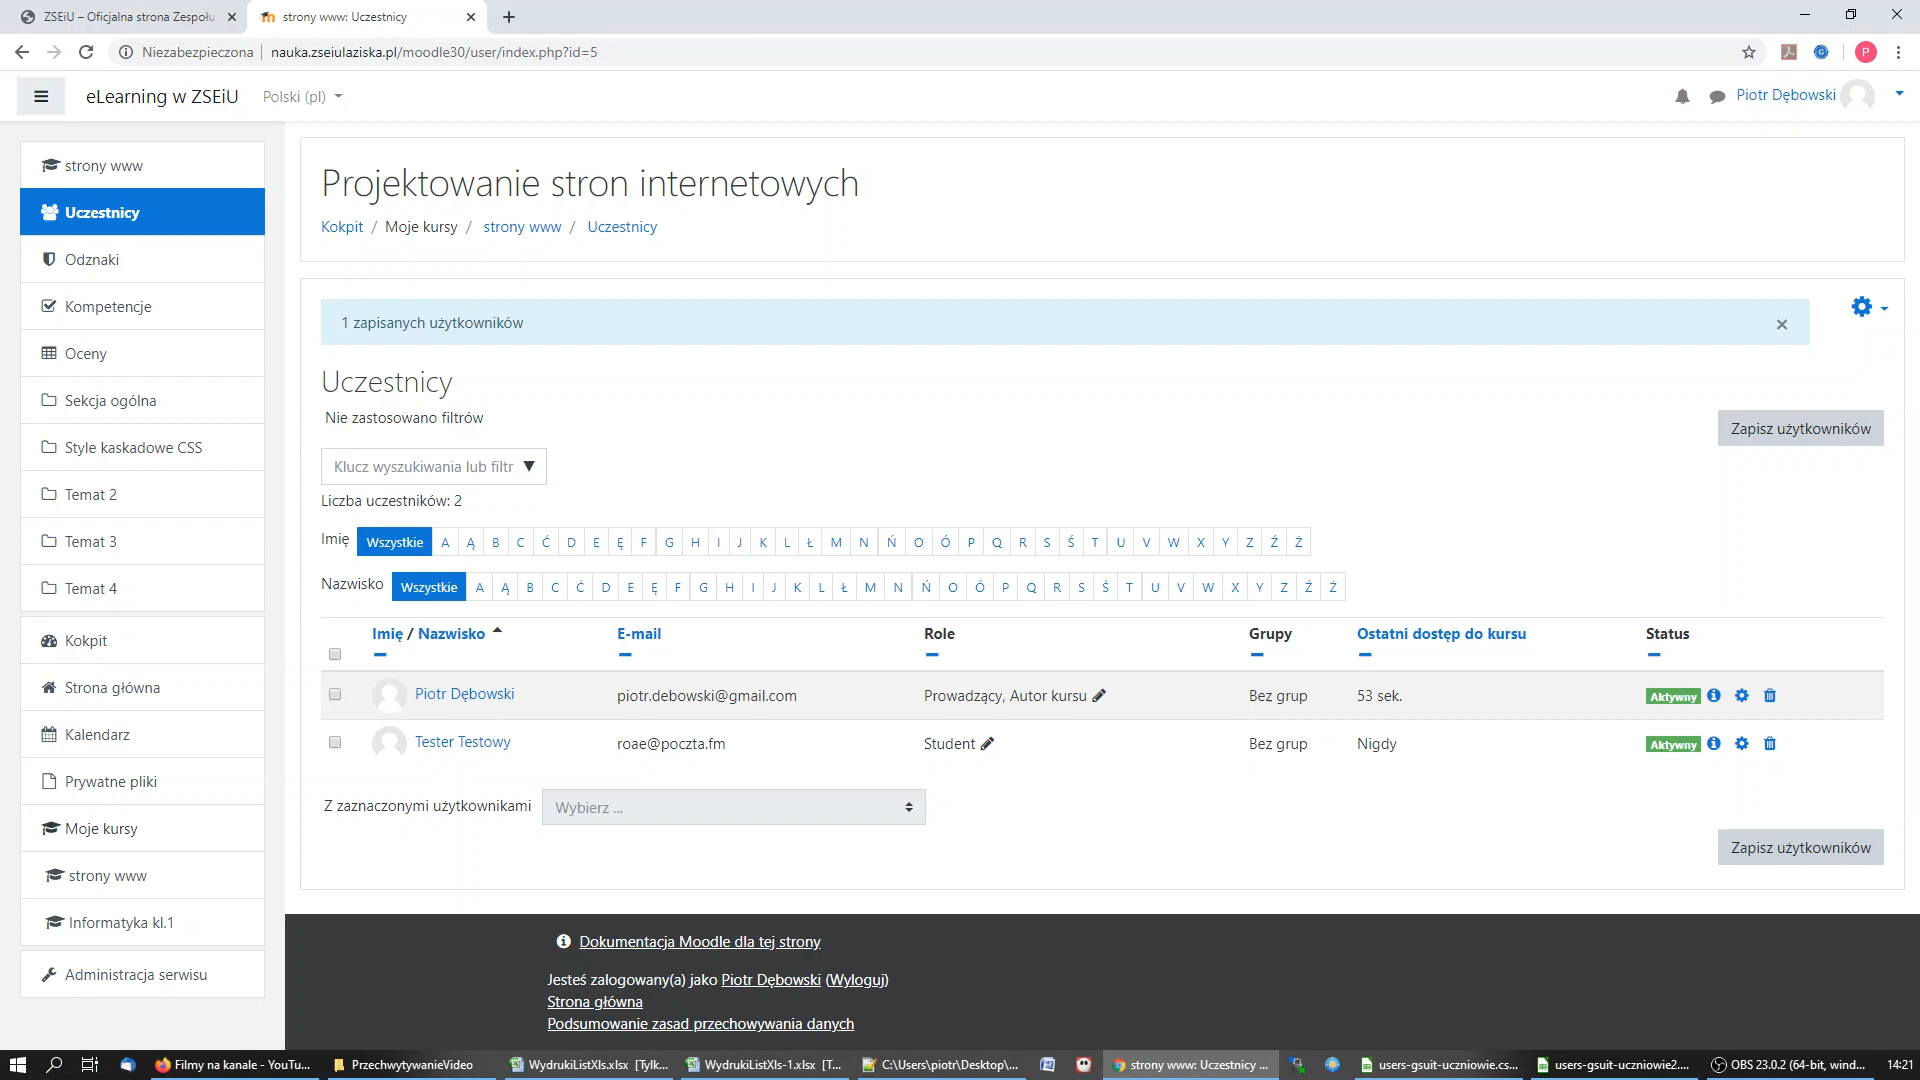 ZSEiU – Oficjalna strona Zespołu
strony www: Uczestnicy
Niezabezpieczona
nauka.zseiulaziska.pl/moodle30/user/index.php?id=5
P
eLearning w ZSEiU
Polski (pl)
Piotr Dębowski
strony www
Uczestnicy
Odznaki
Kompetencje
Oceny
Sekcja ogólna
Style kaskadowe CSS
Temat 2
Temat 3
Temat 4
Kokpit
Strona główna
Kalendarz
Prywatne pliki
Moje kursy
strony www
Informatyka kl.1
Administracja serwisu
Projektowanie stron internetowych
Kokpit / Moje kursy / strony www / Uczestnicy
1 zapisanych użytkowników
×
Uczestnicy
Nie zastosowano filtrów
Zapisz użytkowników
Klucz wyszukiwania lub filtr ▼
Liczba uczestników: 2
Imię Wszystkie A Ą B C Ć D E Ę F G H I J K L Ł M N Ń O Ó P Q R S Ś T U V W X Y Z Ź Ż
Nazwisko Wszystkie A Ą B C Ć D E Ę F G H I J K L Ł M N Ń O Ó P Q R S Ś T U V W X Y Z Ź Ż
Imię / Nazwisko E-mail Role Grupy Ostatni dostęp do kursu Status
Piotr Dębowski piotr.debowski@gmail.com Prowadzący, Autor kursu Bez grup 53 sek. Aktywny
Tester Testowy roae@poczta.fm Student Bez grup Nigdy Aktywny
Z zaznaczonymi użytkownikami Wybierz ...
Zapisz użytkowników
Dokumentacja Moodle dla tej strony
Jesteś zalogowany(a) jako Piotr Dębowski (Wyloguj)
Strona główna
Podsumowanie zasad przechowywania danych
Filmy na kanale - YouTu...
PrzechwytywanieVideo
WydrukiListXls.xlsx [Tylk...
WydrukiListXls-1.xlsx [T...
C:\Users\piotr\Desktop\...
strony www: Uczestnicy ...
users-gsuit-uczniowie.cs...
users-gsuit-uczniowie2....
OBS 23.0.2 (64-bit, wind...
14:21